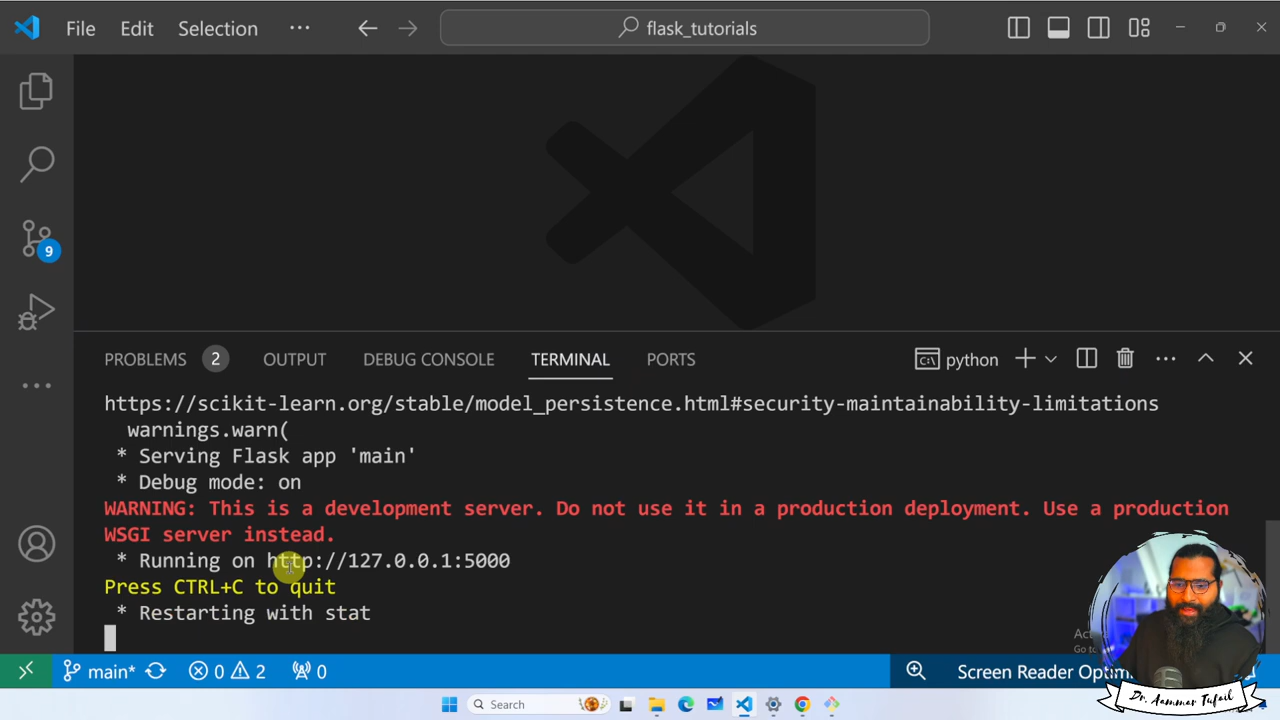 File Edit Selection ···
flask_tutorials
9
PROBLEMS 2 OUTPUT DEBUG CONSOLE TERMINAL PORTS
python
https://scikit-learn.org/stable/model_persistence.html#security-maintainability-limitations
warnings.warn(
* Serving Flask app 'main'
* Debug mode: on
WARNING: This is a development server. Do not use it in a production deployment. Use a production
WSGI server instead.
* Running on http://127.0.0.1:5000
Press CTRL+C to quit
* Restarting with stat
main* 0 2 0
Screen Reader Optim
Search
Dr. Aammar Tufail